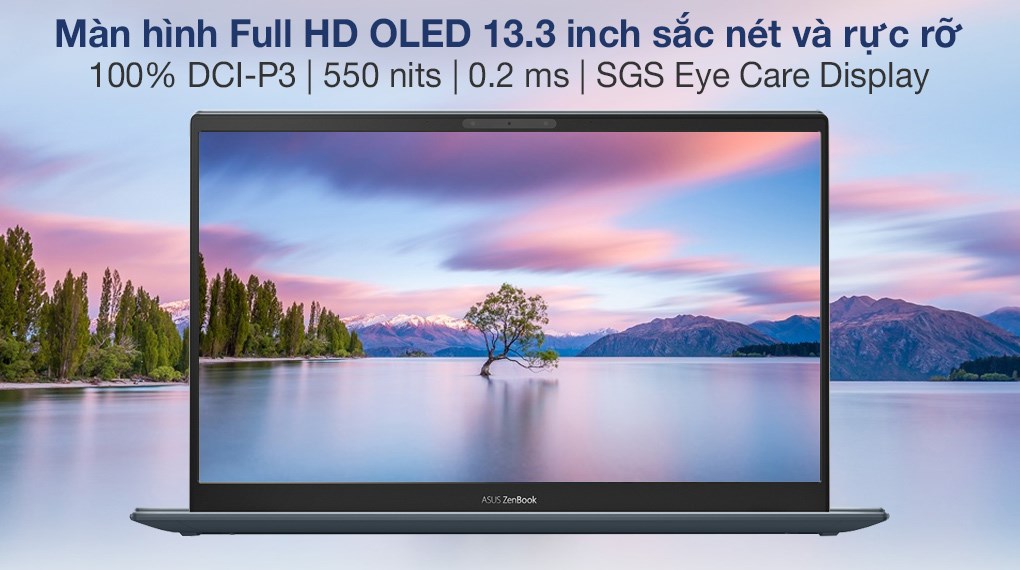 Màn hình Full HD OLED 13.3 inch sắc nét và rực rỡ
100% DCI-P3 | 550 nits | 0.2 ms | SGS Eye Care Display
ASUS ZenBook